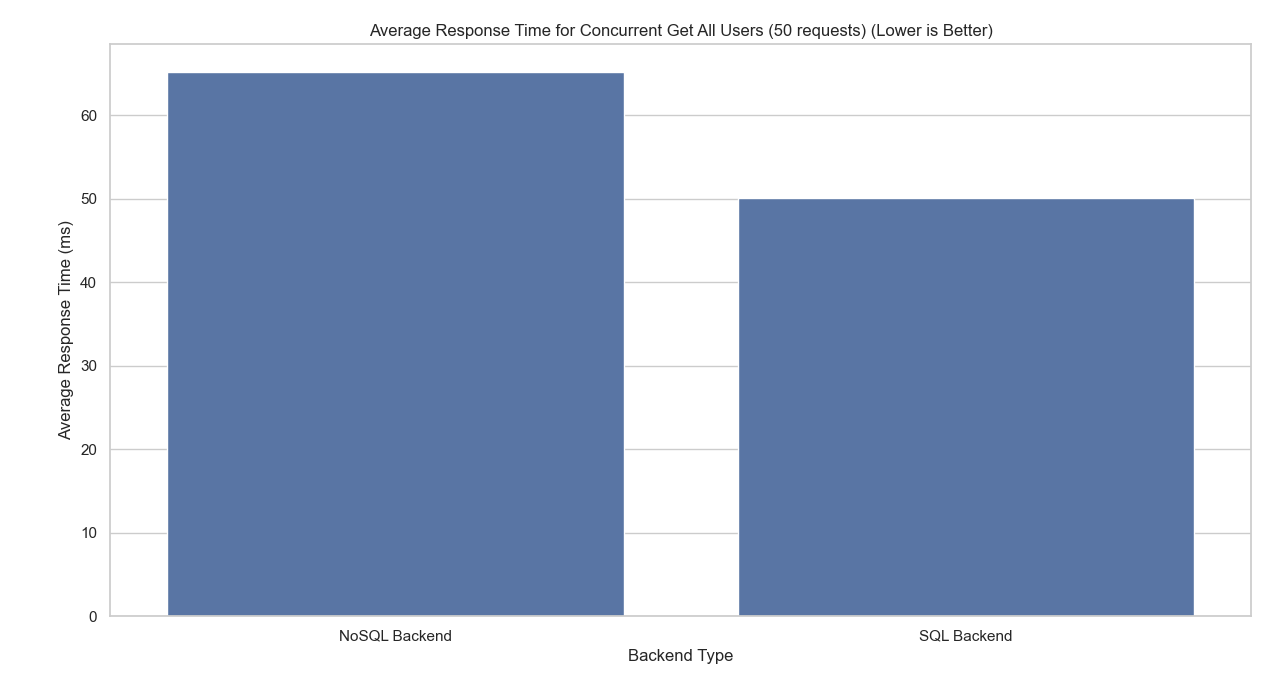 Average Response Time for Concurrent Get All Users (50 requests) (Lower is Better)
Average Response Time (ms)
60
50
40
30
20
10
0
NoSQL Backend
SQL Backend
Backend Type